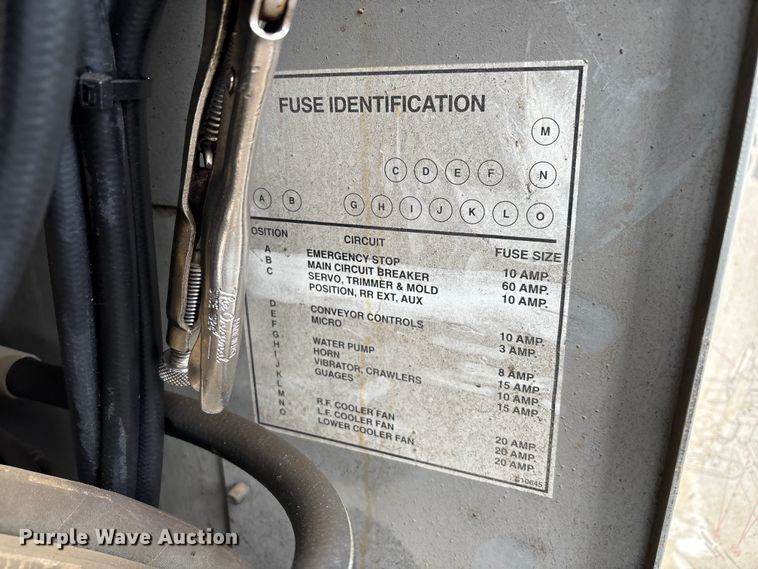 FUSE IDENTIFICATION
M
C D E F N
A B G H I J K L O
OSITION CIRCUIT FUSE SIZE
A EMERGENCY STOP 10 AMP.
B MAIN CIRCUIT BREAKER 60 AMP.
C SERVO, TRIMMER & MOLD 10 AMP.
POSITION, RR EXT, AUX
D CONVEYOR CONTROLS 10 AMP.
E MICRO 3 AMP.
F
G WATER PUMP 8 AMP.
H HORN 15 AMP.
I VIBRATOR, CRAWLERS 10 AMP.
J GUAGES 15 AMP.
K
L R.F. COOLER FAN 20 AMP.
M L.F. COOLER FAN 20 AMP.
N LOWER COOLER FAN 20 AMP.
O
The Original
Purple Wave Auction